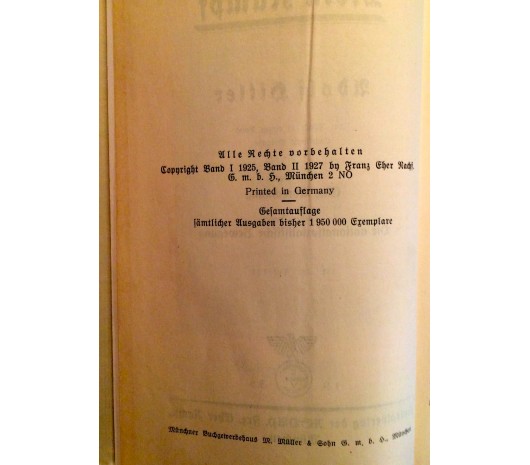 Alle Rechte vorbehalten
Copyright Band I 1925, Band II 1927 by Franz Eher Nachf.
G. m. b. H., München 2 NO
Printed in Germany
Gesamtauflage
sämtlicher Ausgaben bisher 1 950 000 Exemplare
Münchner Buchgewerbehaus M. Müller & Sohn G. m. b. H., München